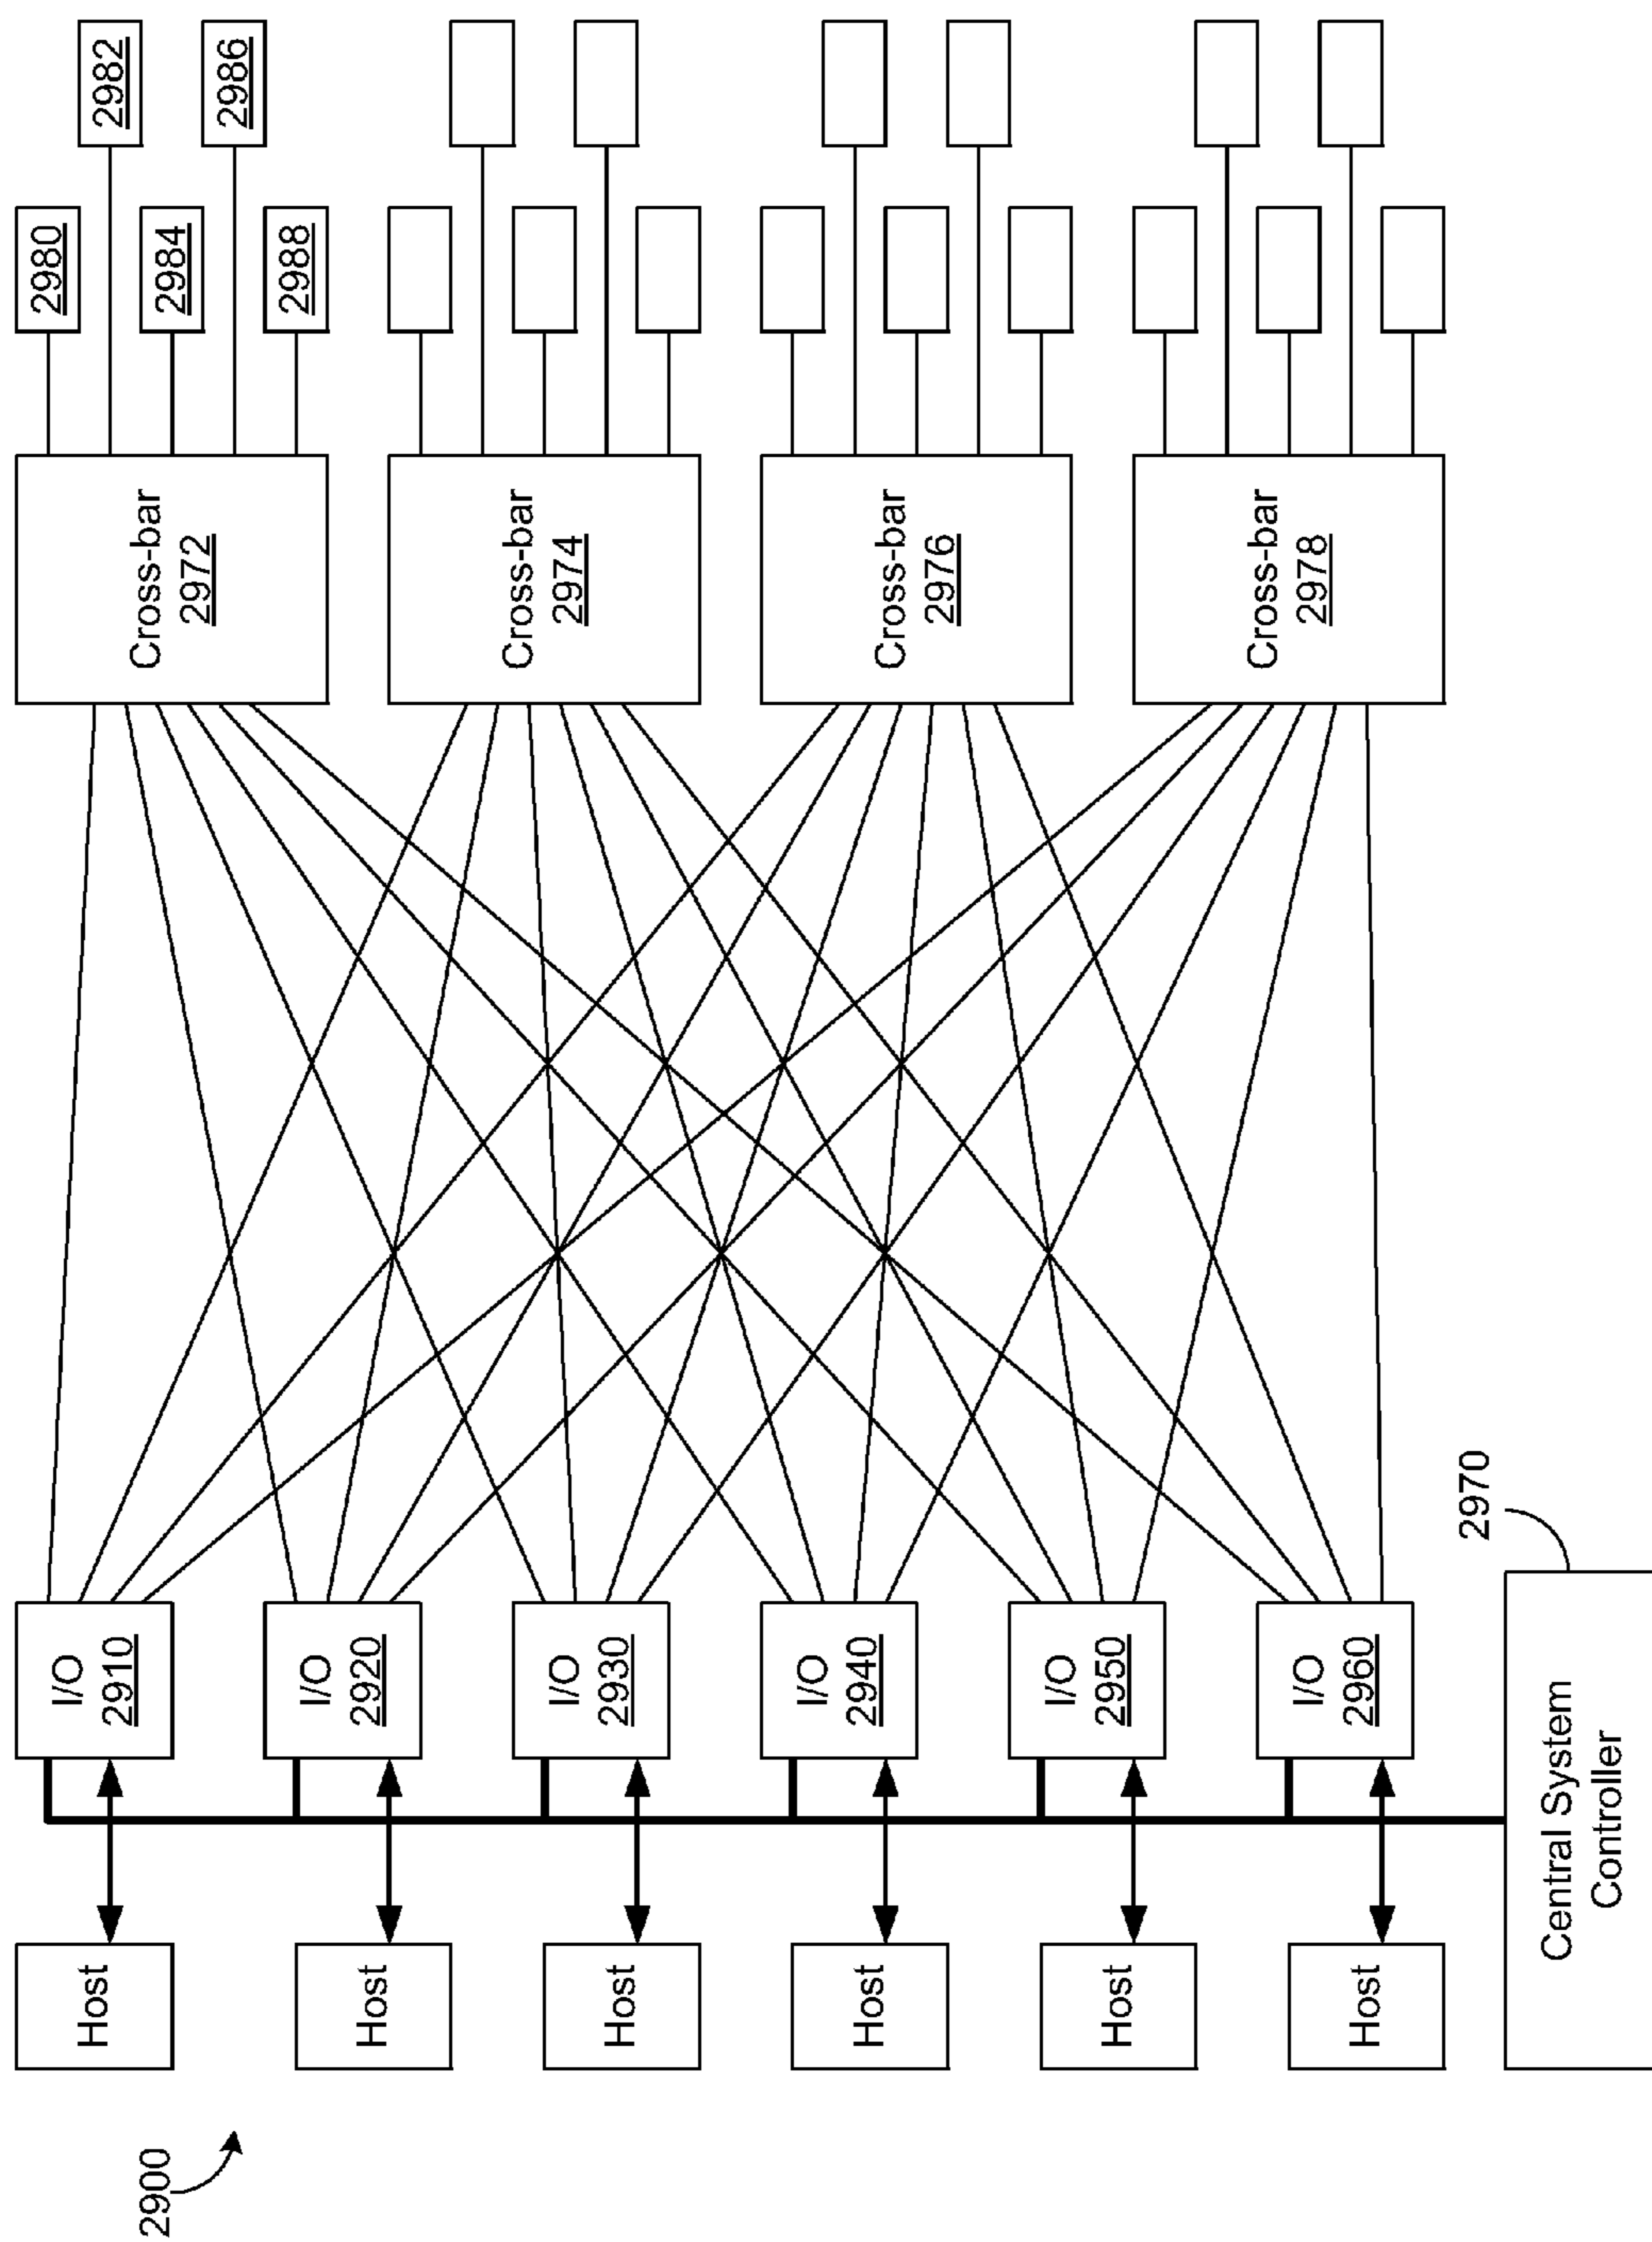 2900
Host
Host
Host
Host
Host
Host
Central System
Controller
2970
I/O
2910
I/O
2920
I/O
2930
I/O
2940
I/O
2950
I/O
2960
Cross-bar
2972
Cross-bar
2974
Cross-bar
2976
Cross-bar
2978
2980
2982
2984
2986
2988